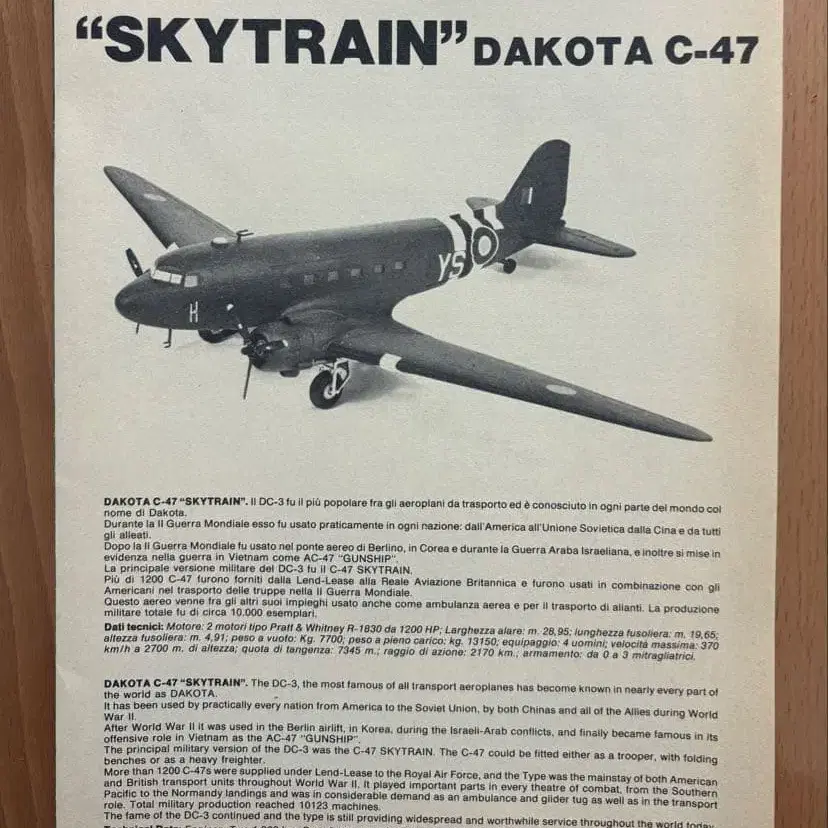 “SKYTRAIN” DAKOTA C-47
YS
H
DAKOTA C-47 “SKYTRAIN”. Il DC-3 fu il più popolare fra gli aeroplani da trasporto ed è conosciuto in ogni parte del mondo col
nome di Dakota.
Durante la II Guerra Mondiale esso fu usato praticamente in ogni nazione: dall'America all'Unione Sovietica dalla Cina e da tutti
gli alleati.
Dopo la II Guerra Mondiale fu usato nel ponte aereo di Berlino, in Corea e durante la Guerra Araba Israeliana, e inoltre si mise in
evidenza nella guerra in Vietnam come AC-47 “GUNSHIP”.
La principale versione militare del DC-3 fu il C-47 SKYTRAIN.
Più di 1200 C-47 furono forniti dalla Lend-Lease alla Reale Aviazione Britannica e furono usati in combinazione con gli
Americani nel trasporto delle truppe nella II Guerra Mondiale.
Questo aereo venne fra gli altri suoi impieghi usato anche come ambulanza aerea e per il trasporto di alianti. La produzione
militare totale fu di circa 10.000 esemplari.
Dati tecnici: Motore: 2 motori tipo Pratt & Whitney R-1830 da 1200 HP; Larghezza alare: m. 28,95; lunghezza fusoliera: m. 19,65;
altezza fusoliera: m. 4,91; peso a vuoto: Kg. 7700; peso a pieno carico: kg. 13150; equipaggio: 4 uomini; velocità massima: 370
km/h a 2700 m. di altezza; quota di tangenza: 7345 m.; raggio di azione: 2170 km.; armamento: da 0 a 3 mitragliatrici.
DAKOTA C-47 “SKYTRAIN”. The DC-3, the most famous of all transport aeroplanes has become known in nearly every part of
the world as DAKOTA.
It has been used by practically every nation from America to the Soviet Union, by both Chinas and all of the Allies during World
War II.
After World War II it was used in the Berlin airlift, in Korea, during the Israeli-Arab conflicts, and finally became famous in its
offensive role in Vietnam as the AC-47 “GUNSHIP”.
The principal military version of the DC-3 was the C-47 SKYTRAIN. The C-47 could be fitted either as a trooper, with folding
benches or as a heavy freighter.
More than 1200 C-47s were supplied under Lend-Lease to the Royal Air Force, and the Type was the mainstay of both American
and British transport units throughout World War II. It played important parts in every theatre of combat, from the Southern
Pacific to the Normandy landings and was in considerable demand as an ambulance and glider tug as well as in the transport
role. Total military production reached 10123 machines.
The fame of the DC-3 continued and the type is still providing widespread and worthwhile service throughout the world today.